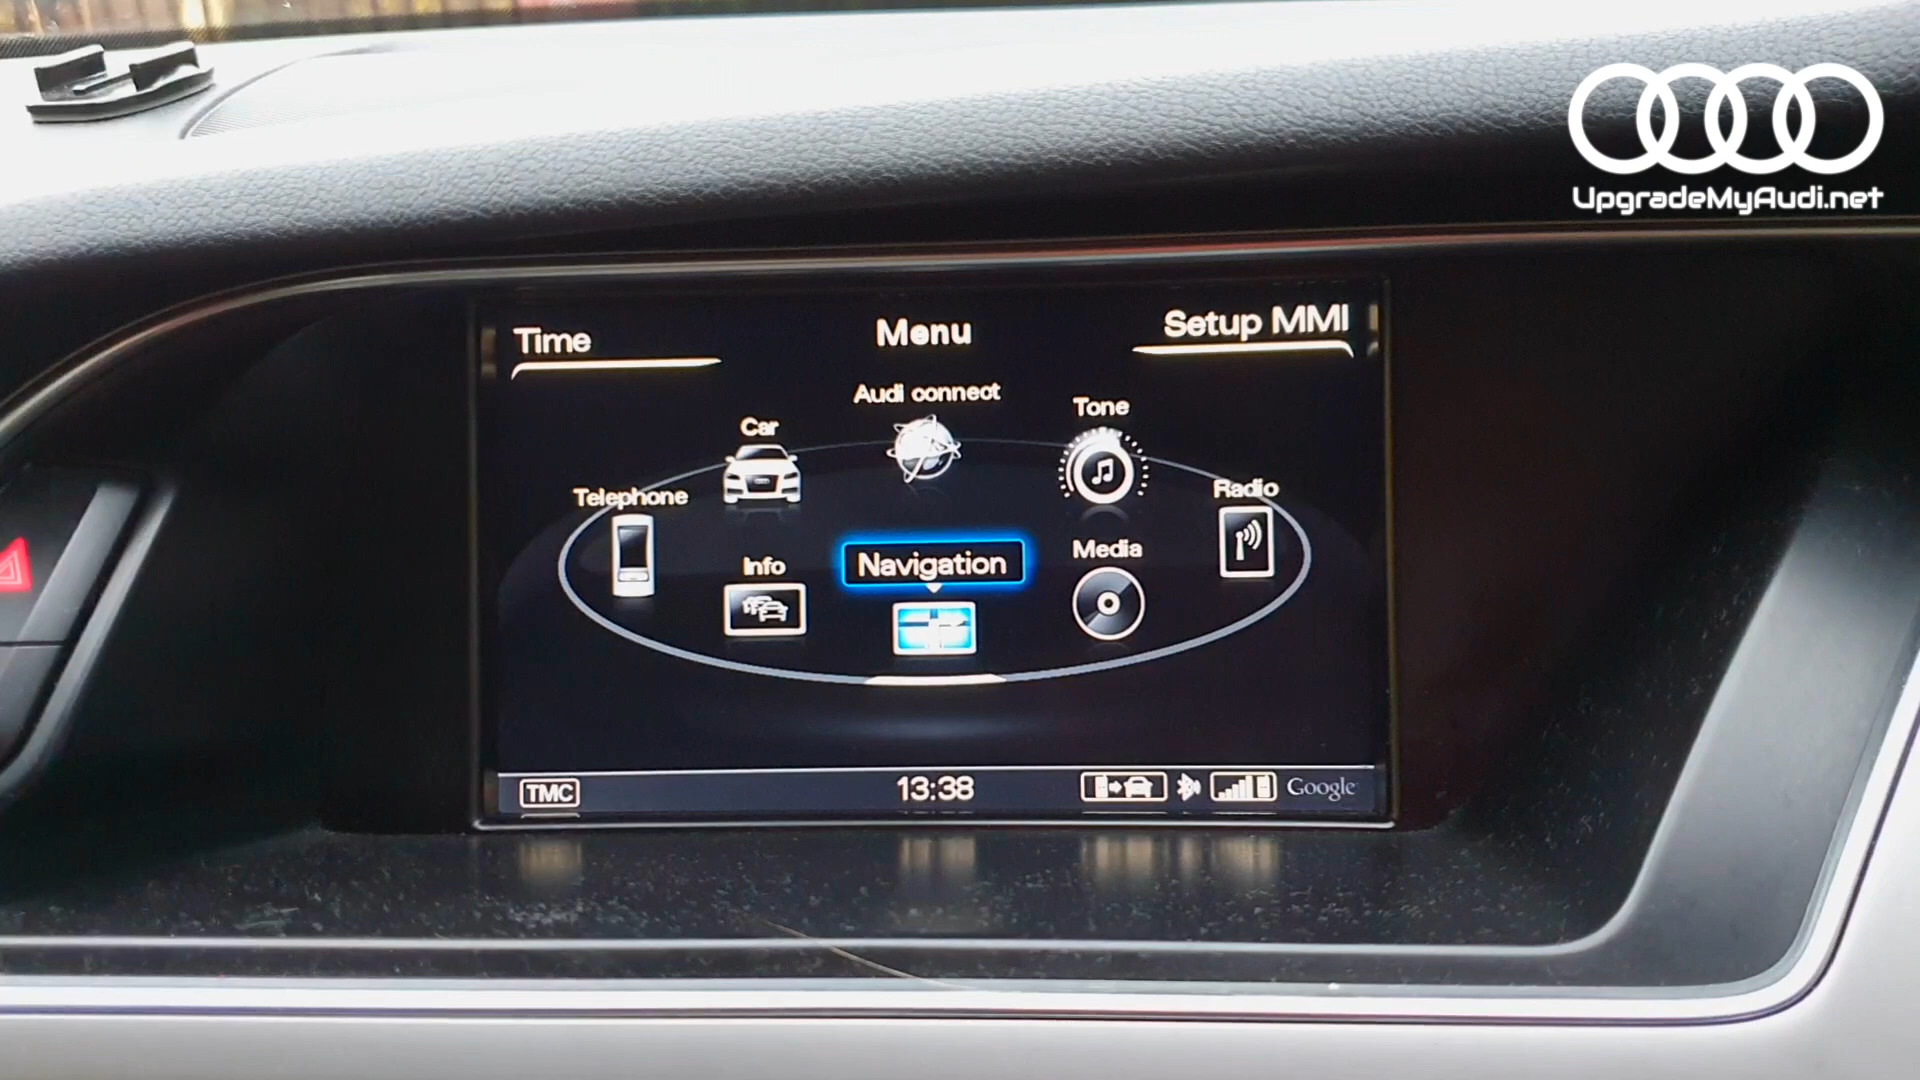 UpgradeMyAudi.net
Time
Menu
Setup MMI
Audi connect
Car
Tone
Telephone
Radio
Info
Navigation
Media
TMC
13:38
Google